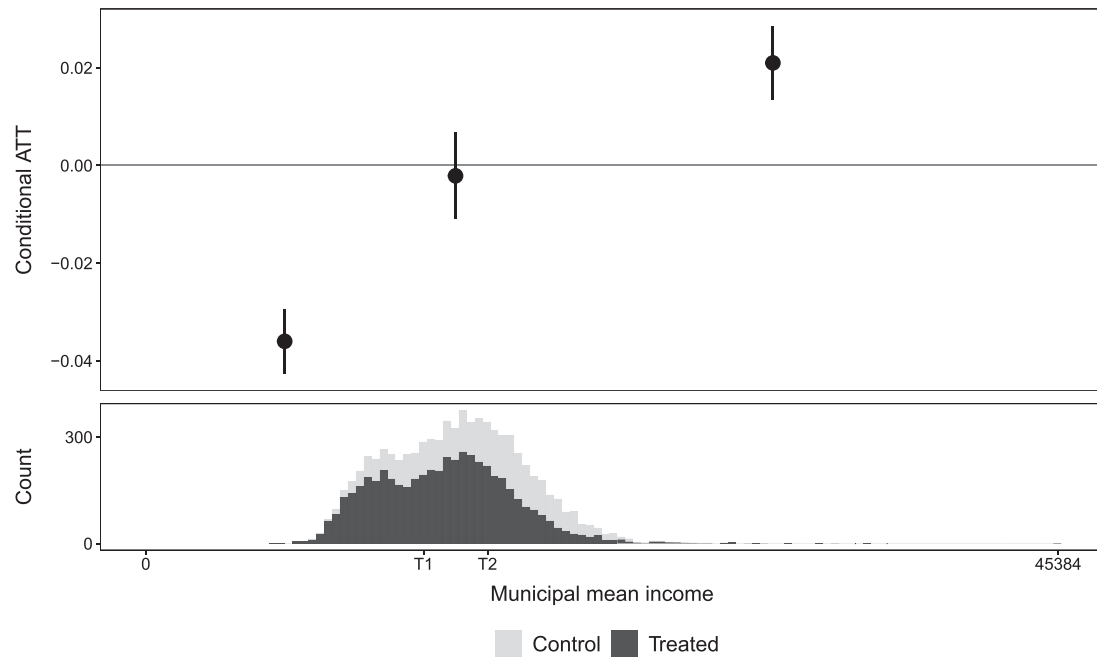 Conditional ATT
0.02
0.00
−0.02
−0.04
Count
300
0
0 T1 T2 45384
Municipal mean income
Control Treated